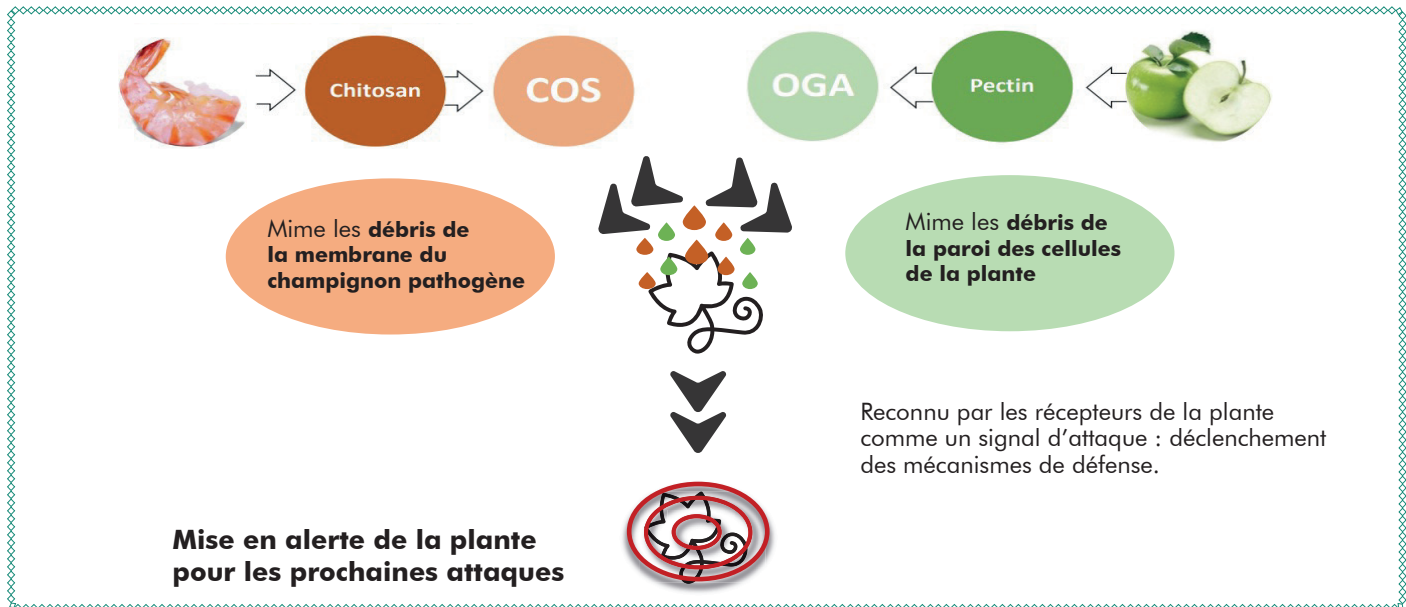 Chitosan
COS
OGA
Pectin
Mime les débris de
la membrane du
champignon pathogène
Mime les débris de
la paroi des cellules
de la plante
Reconnu par les récepteurs de la plante
comme un signal d’attaque : déclenchement
des mécanismes de défense.
Mise en alerte de la plante
pour les prochaines attaques